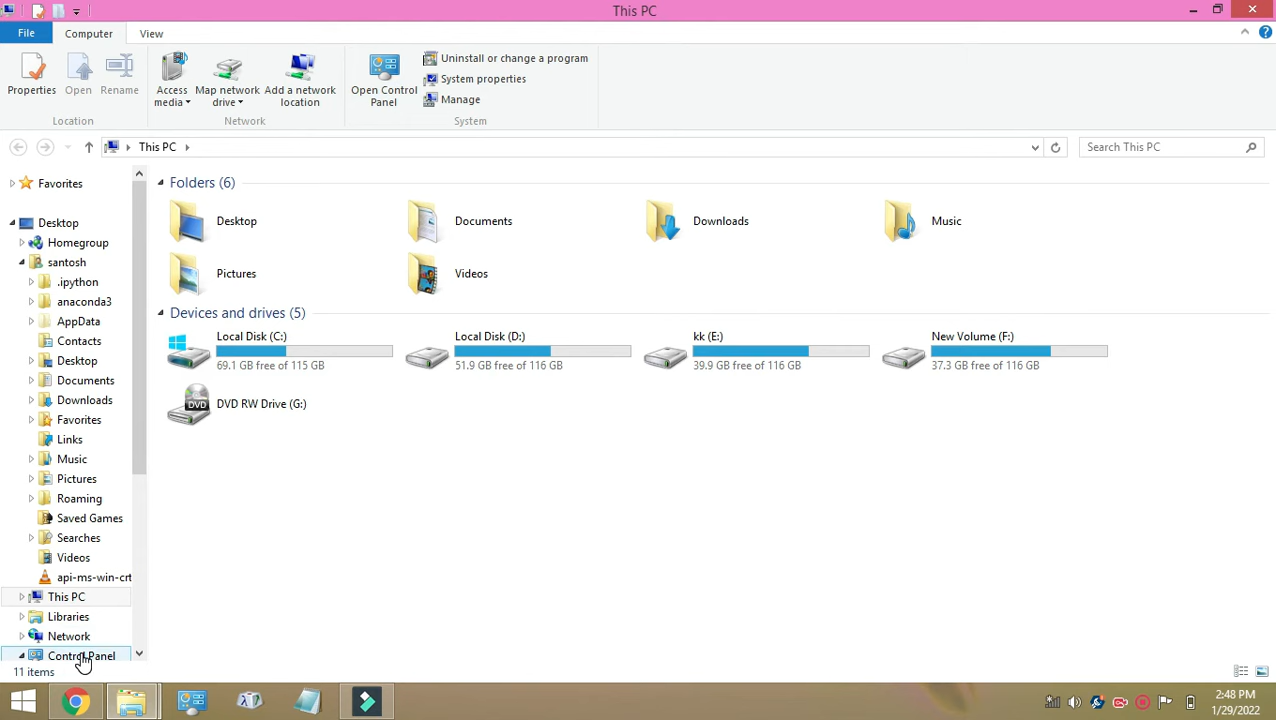 This PC
File
Computer
View
Properties
Open
Rename
Location
Access media
Map network drive
Add a network location
Network
Open Control Panel
Uninstall or change a program
System properties
Manage
System
This PC
Search This PC
Favorites
Desktop
Homegroup
santosh
.ipython
anaconda3
AppData
Contacts
Desktop
Documents
Downloads
Favorites
Links
Music
Pictures
Roaming
Saved Games
Searches
Videos
api-ms-win-crt
This PC
Libraries
Network
Control Panel
Folders (6)
Desktop
Documents
Downloads
Music
Pictures
Videos
Devices and drives (5)
Local Disk (C:)
69.1 GB free of 115 GB
Local Disk (D:)
51.9 GB free of 116 GB
kk (E:)
39.9 GB free of 116 GB
New Volume (F:)
37.3 GB free of 116 GB
DVD
DVD RW Drive (G:)
11 items
2:48 PM
1/29/2022